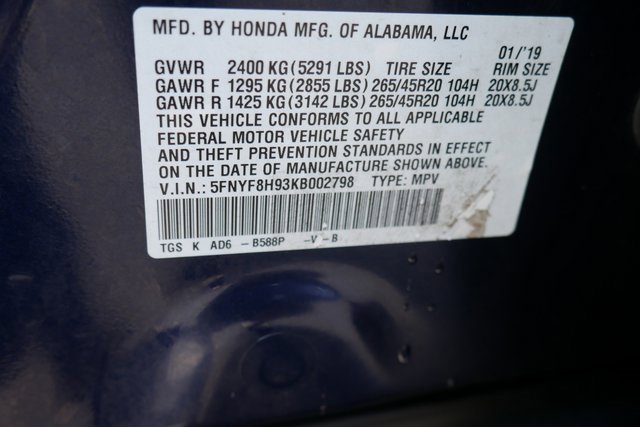 MFD. BY HONDA MFG. OF ALABAMA, LLC
01/'19
GVWR 2400 KG(5291 LBS) TIRE SIZE RIM SIZE
GAWR F 1295 KG(2855 LBS) 265/45R20 104H 20X8.5J
GAWR R 1425 KG(3142 LBS) 265/45R20 104H 20X8.5J
THIS VEHICLE CONFORMS TO ALL APPLICABLE
FEDERAL MOTOR VEHICLE SAFETY
AND THEFT PREVENTION STANDARDS IN EFFECT
ON THE DATE OF MANUFACTURE SHOWN ABOVE.
V.I.N.: 5FNYF8H93KB002798 TYPE: MPV
TGS K AD6 -B588P -V-B